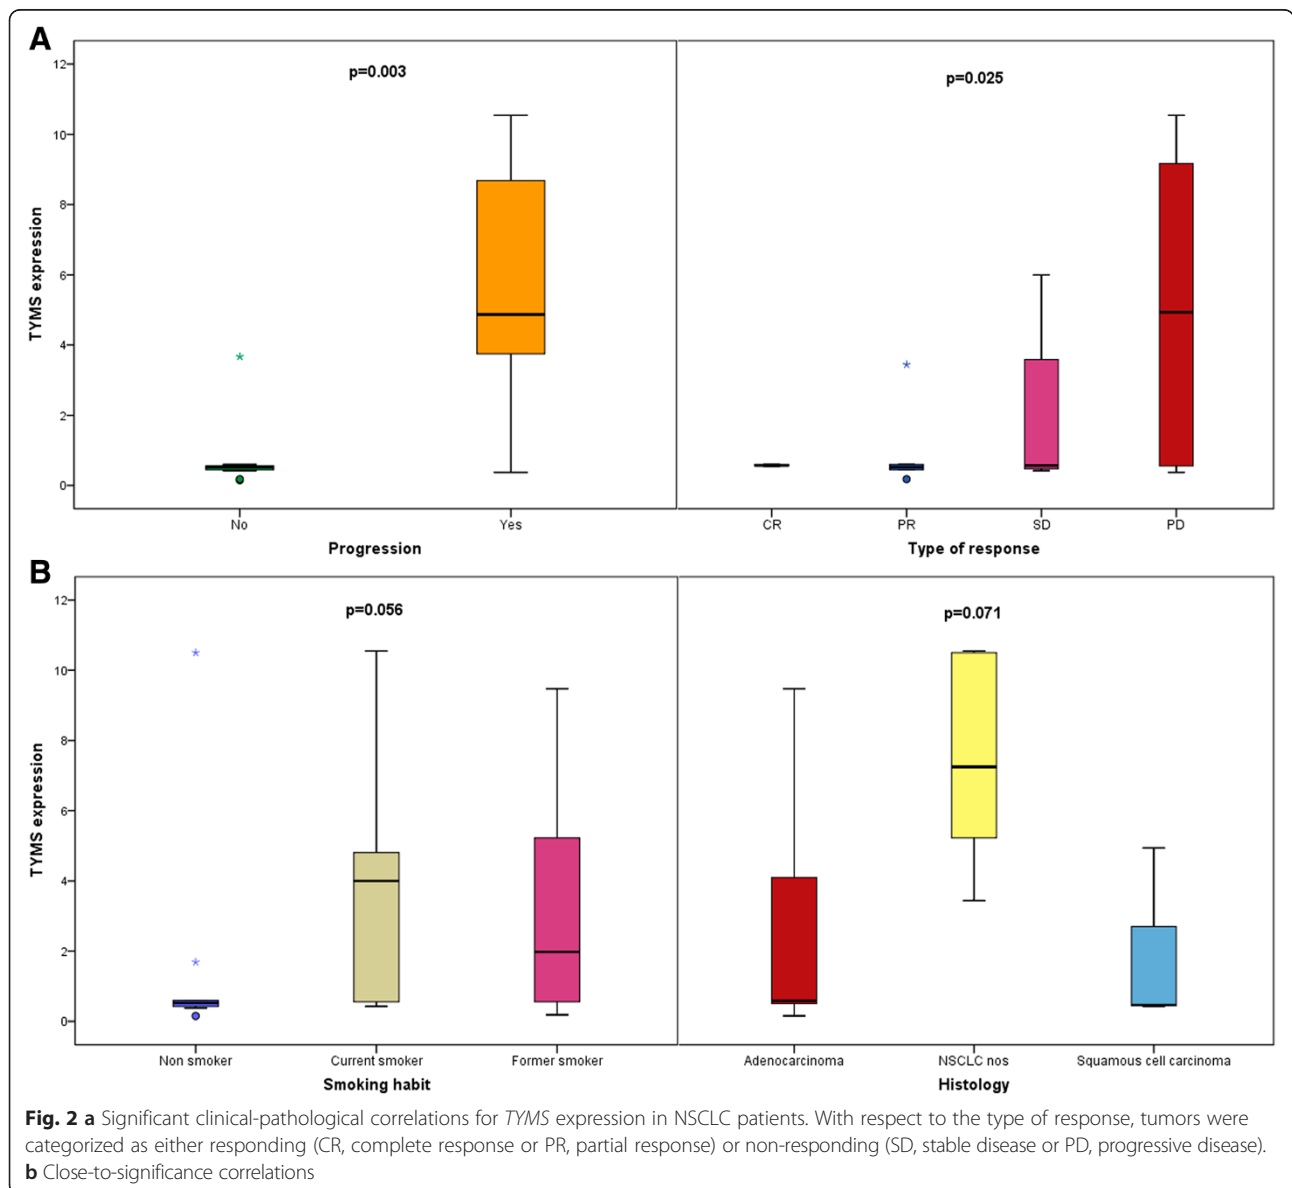 A
p=0.003
p=0.025
12
10
8
6
4
2
0
TYMS expression
No
Yes
CR
PR
SD
PD
Progression
Type of response
B
p=0.056
p=0.071
12
10
8
6
4
2
0
TYMS expression
Non smoker
Current smoker
Former smoker
Adenocarcinoma
NSCLC nos
Squamous cell carcinoma
Smoking habit
Histology
Fig. 2 a Significant clinical-pathological correlations for TYMS expression in NSCLC patients. With respect to the type of response, tumors were
categorized as either responding (CR, complete response or PR, partial response) or non-responding (SD, stable disease or PD, progressive disease).
b Close-to-significance correlations